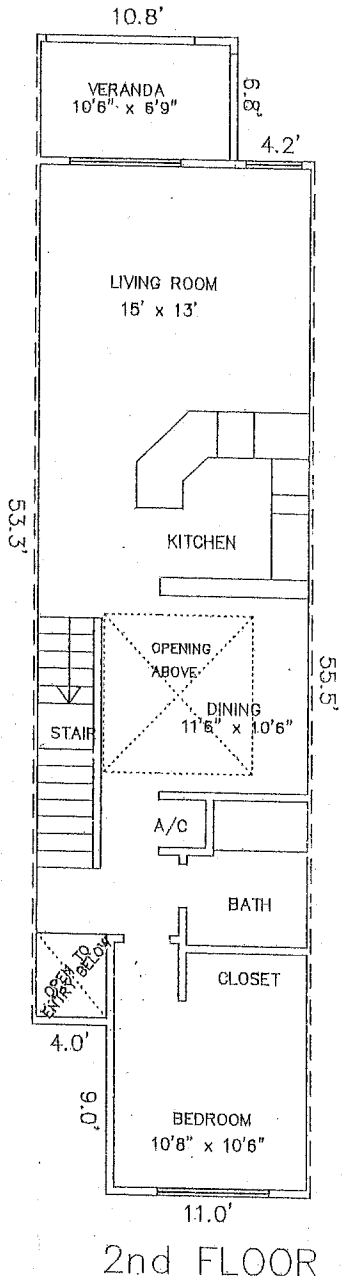 10.8'
VERANDA
10'6" x 6'9"
6.8'
4.2'
LIVING ROOM
15' x 13'
53.3'
KITCHEN
OPENING
ABOVE
55.5'
DINING
11'6" x 10'6"
STAIR
A/C
BATH
OPEN TO
ENTRY BELOW
CLOSET
4.0'
9.0'
BEDROOM
10'8" x 10'6"
11.0'
2nd FLOOR